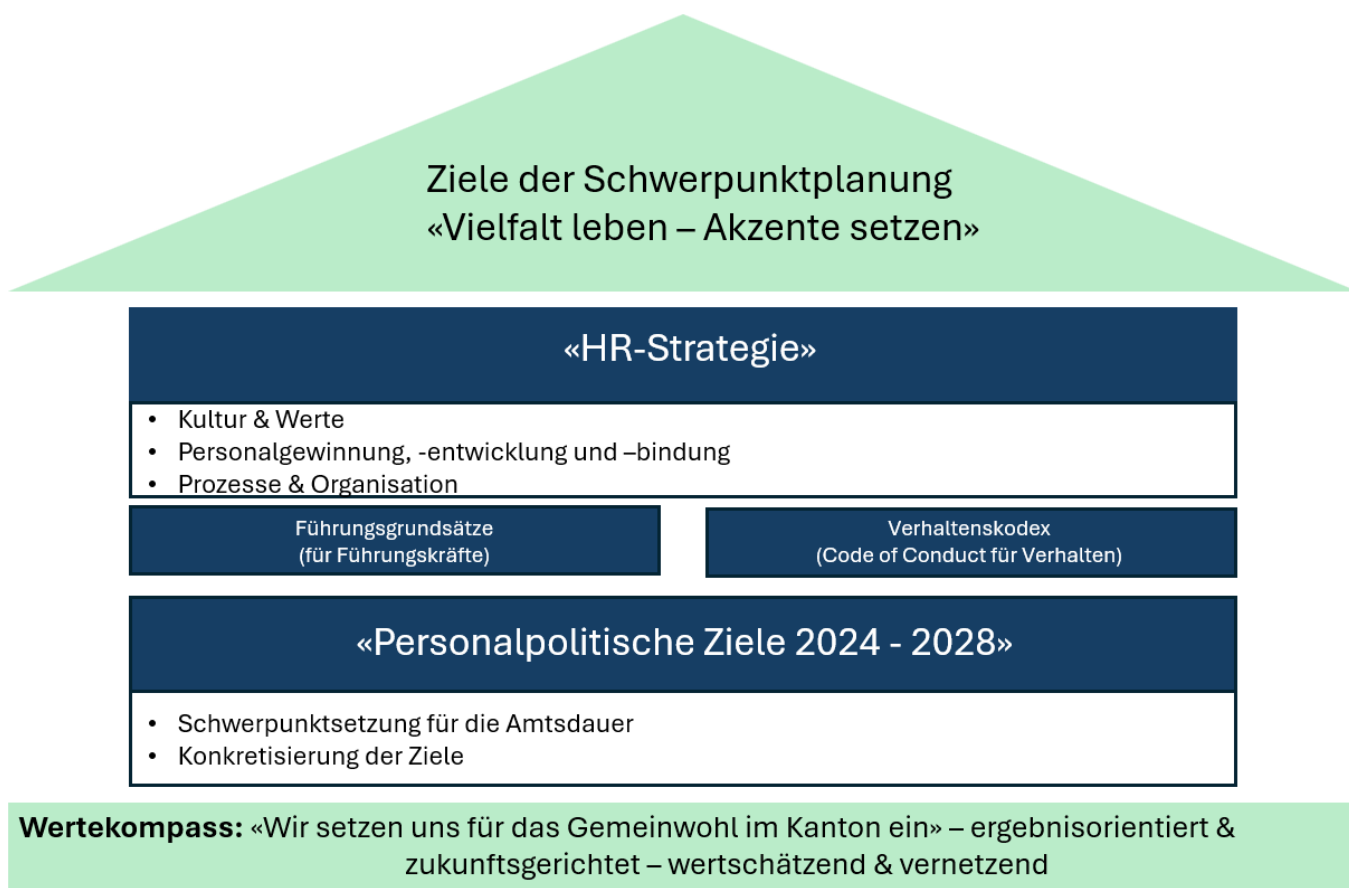 Ziele der Schwerpunktplanung
«Vielfalt leben – Akzente setzen»
«HR-Strategie»
• Kultur & Werte
• Personalgewinnung, -entwicklung und –bindung
• Prozesse & Organisation
Führungsgrundsätze
(für Führungskräfte)
Verhaltenskodex
(Code of Conduct für Verhalten)
«Personalpolitische Ziele 2024 - 2028»
• Schwerpunktsetzung für die Amtsdauer
• Konkretisierung der Ziele
Wertekompass: «Wir setzen uns für das Gemeinwohl im Kanton ein» – ergebnisorientiert &
zukunftsgerichtet – wertschätzend & vernetzend